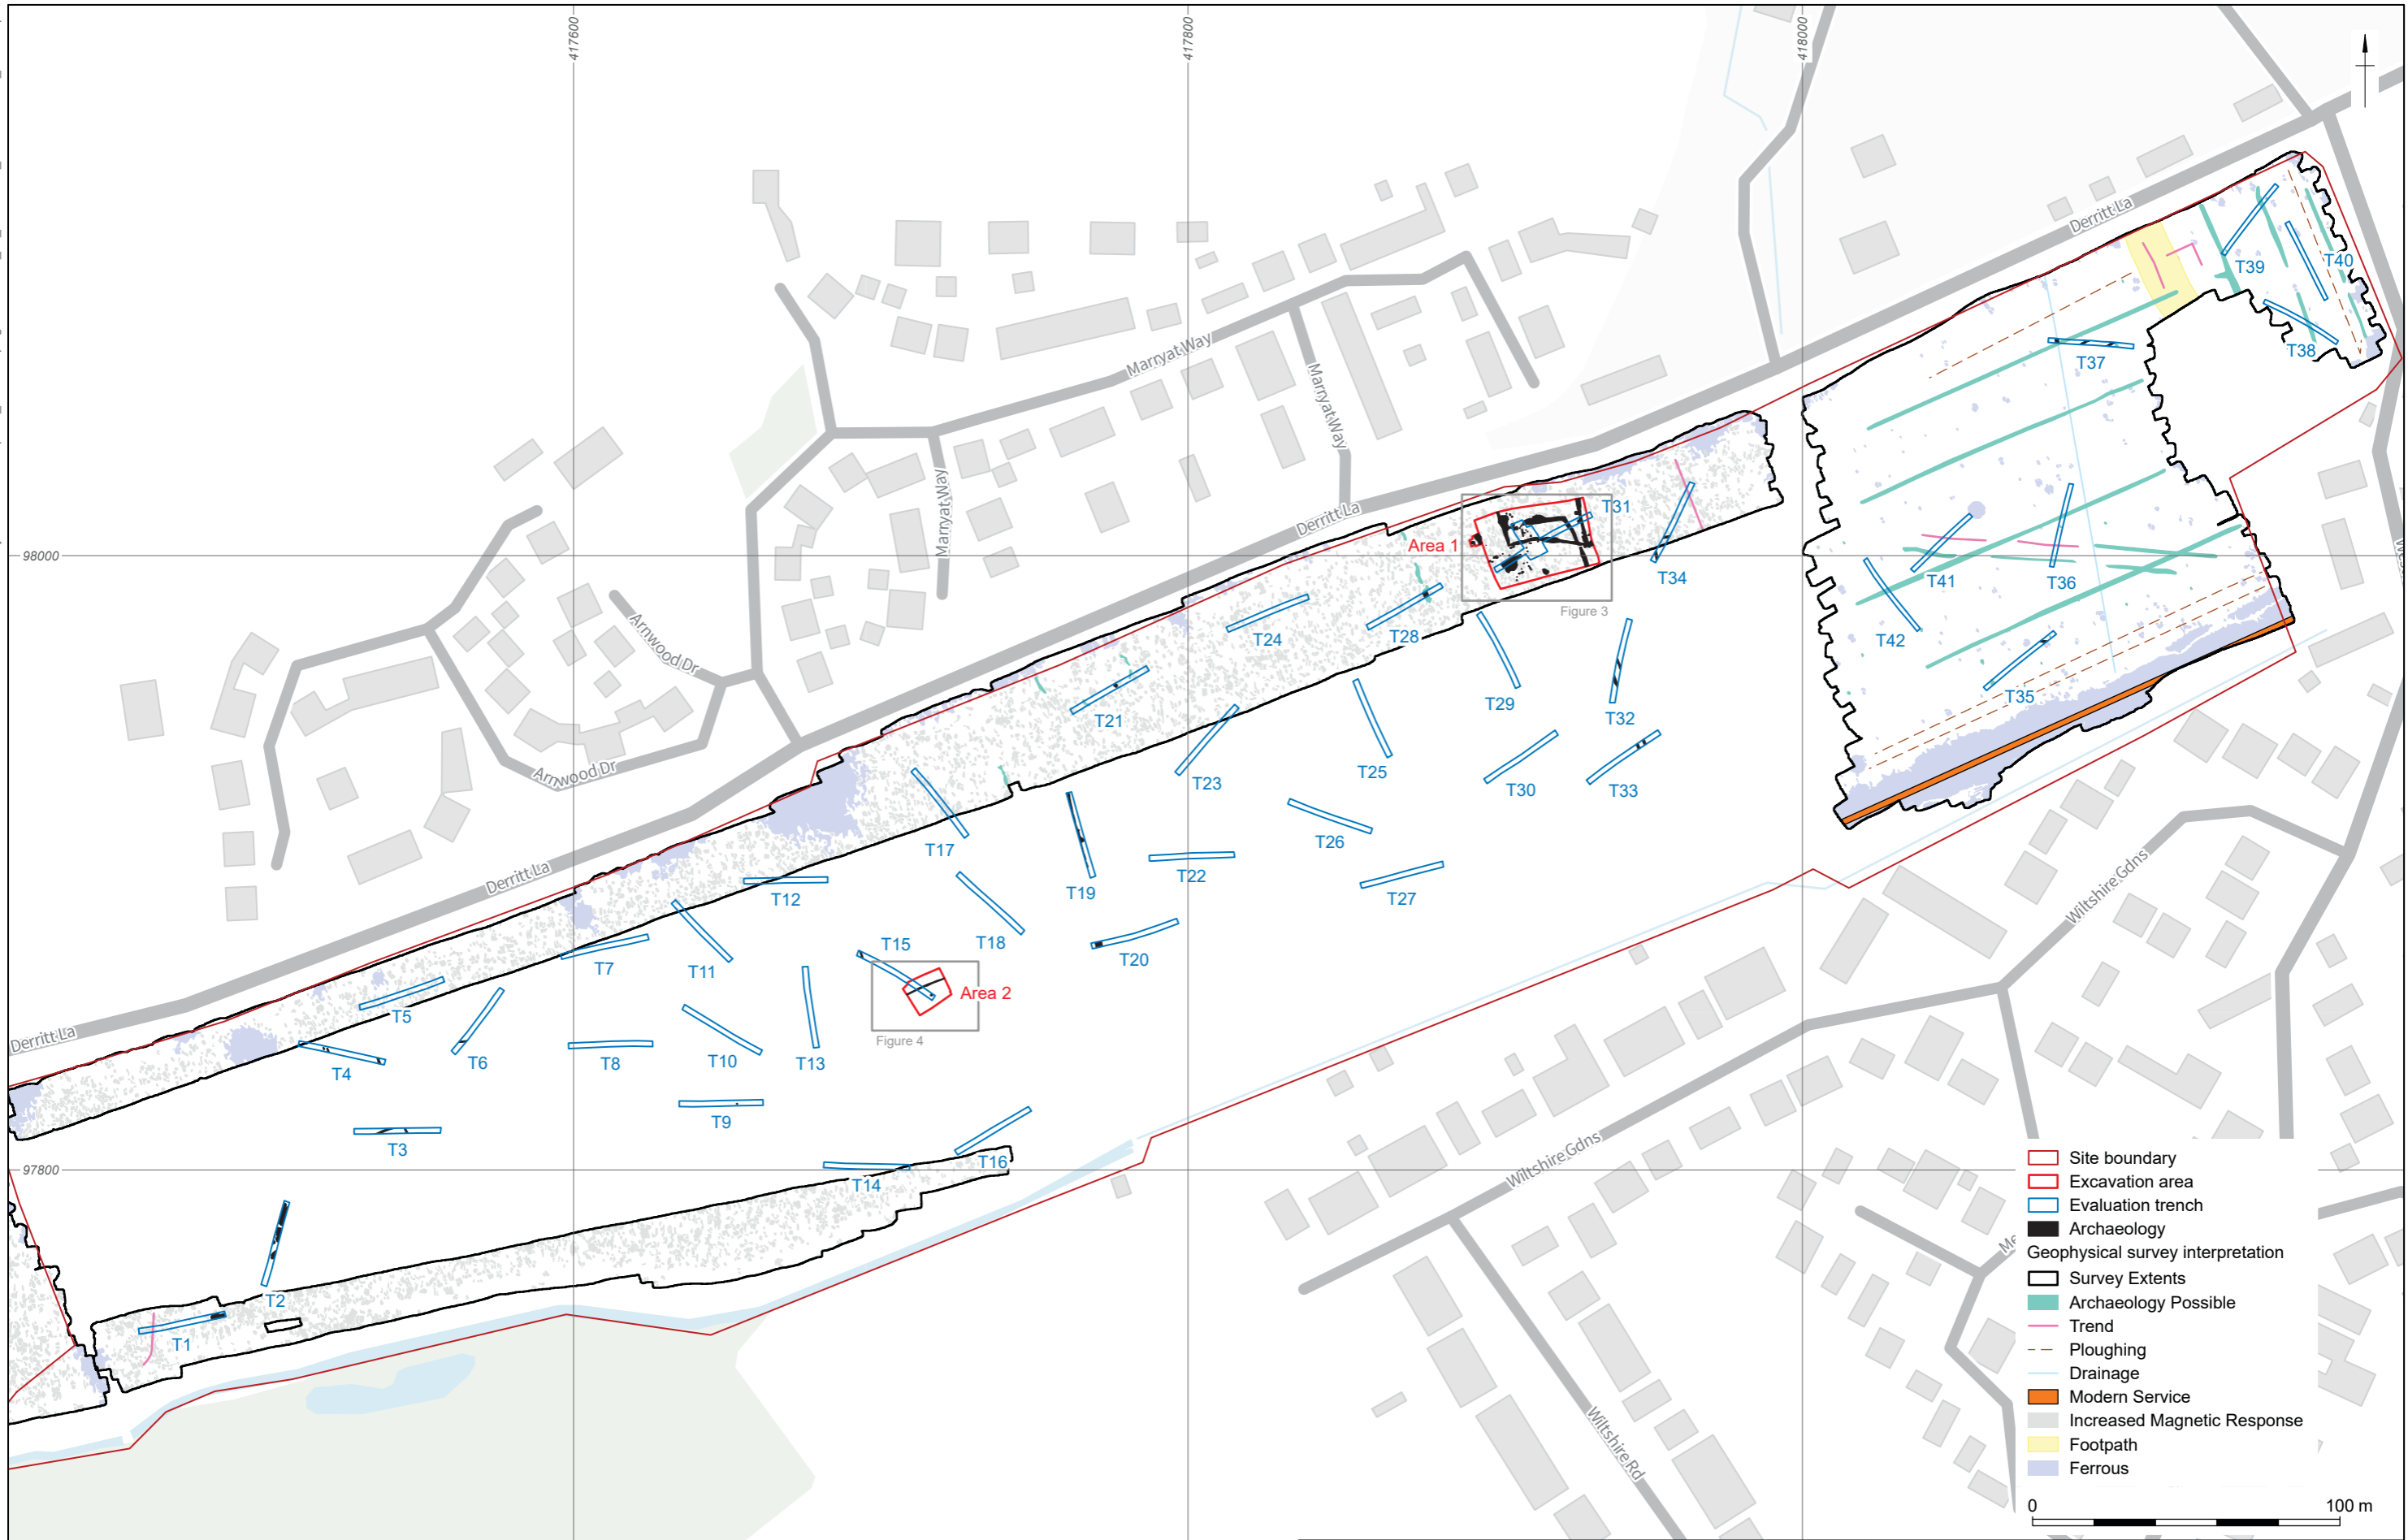 417600
417800
418000
98000
97800
Derritt La
Derritt La
Derritt La
Derritt La
Marryat Way
Marryat Way
Marryat Way
Arnwood Dr
Arnwood Dr
Wiltshire Gdns
Wiltshire Gdns
Wiltshire Rd
Me
T39
T40
T38
T37
T31
Area 1
T34
Figure 3
T41
T36
T42
T35
T24
T28
T29
T32
T21
T23
T25
T30
T33
T17
T26
T12
T19
T22
T27
T7
T11
T15
T18
T20
Area 2
T5
T6
T4
T8
T10
T13
Figure 4
T9
T3
T16
T14
T2
T1
Site boundary
Excavation area
Evaluation trench
Archaeology
Geophysical survey interpretation
Survey Extents
Archaeology Possible
Trend
Ploughing
Drainage
Modern Service
Increased Magnetic Response
Footpath
Ferrous
0 100 m